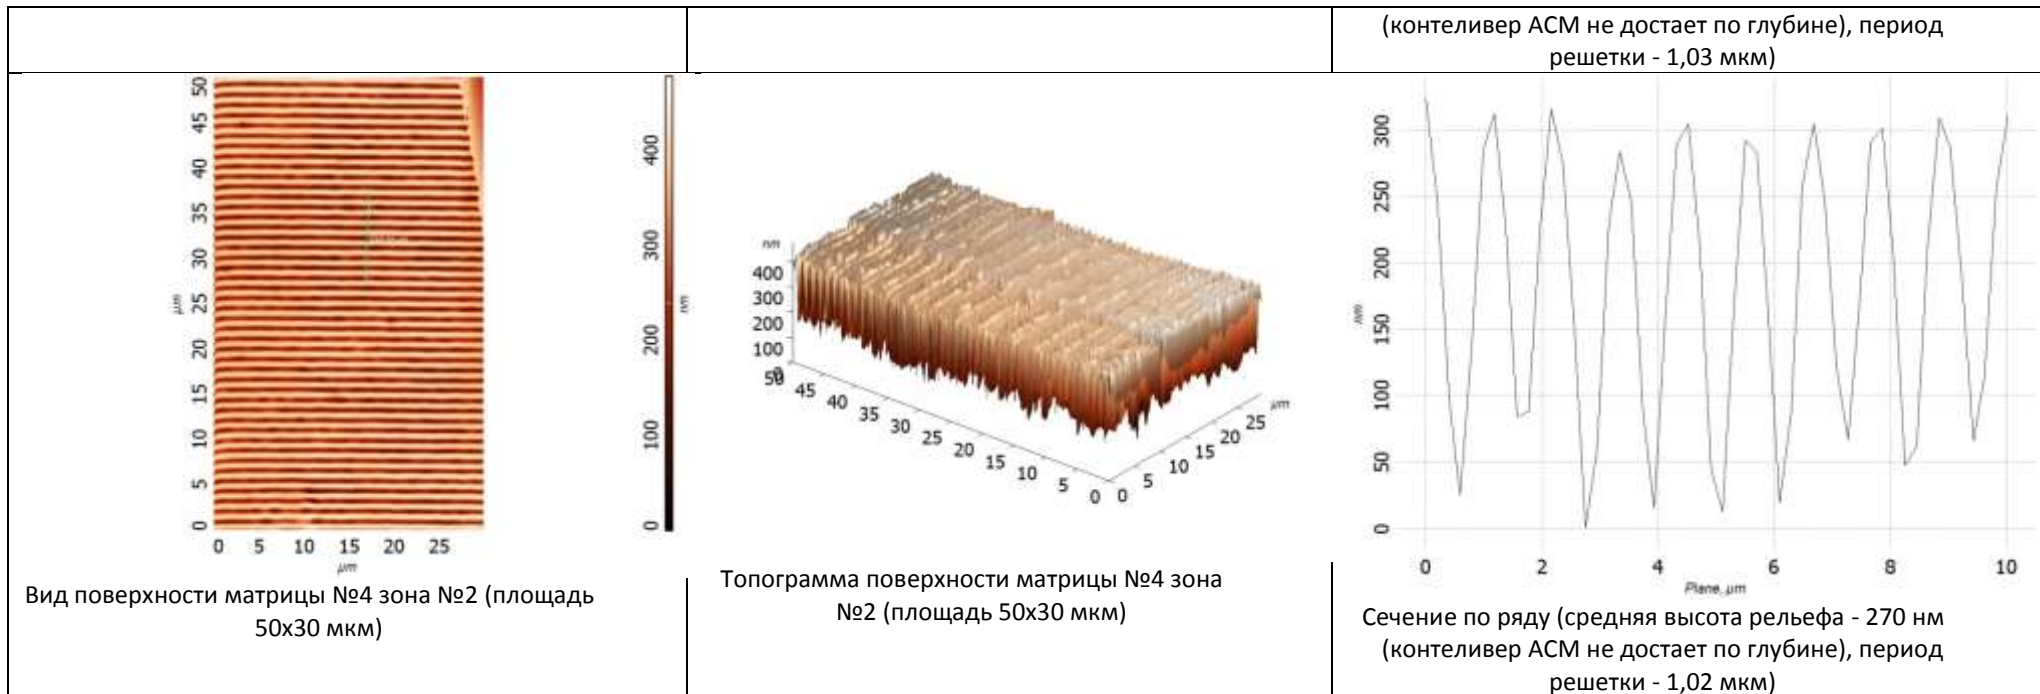 (контеливер АСМ не достает по глубине), период
решетки - 1,03 мкм)
50
45
40
35
30
25
20
15
10
5
0
µm
0 5 10 15 20 25
µm
400
300
200
100
0
nm
Вид поверхности матрицы №4 зона №2 (площадь
50х30 мкм)
nm
400
300
200
100
50
45
40
35
30
25
20
15
10
5
0
0
5
10
15
20
25
µm
Топограмма поверхности матрицы №4 зона
№2 (площадь 50х30 мкм)
300
250
200
150
100
50
0
nm
0 2 4 6 8 10
Plane, µm
Сечение по ряду (средняя высота рельефа - 270 нм
(контеливер АСМ не достает по глубине), период
решетки - 1,02 мкм)